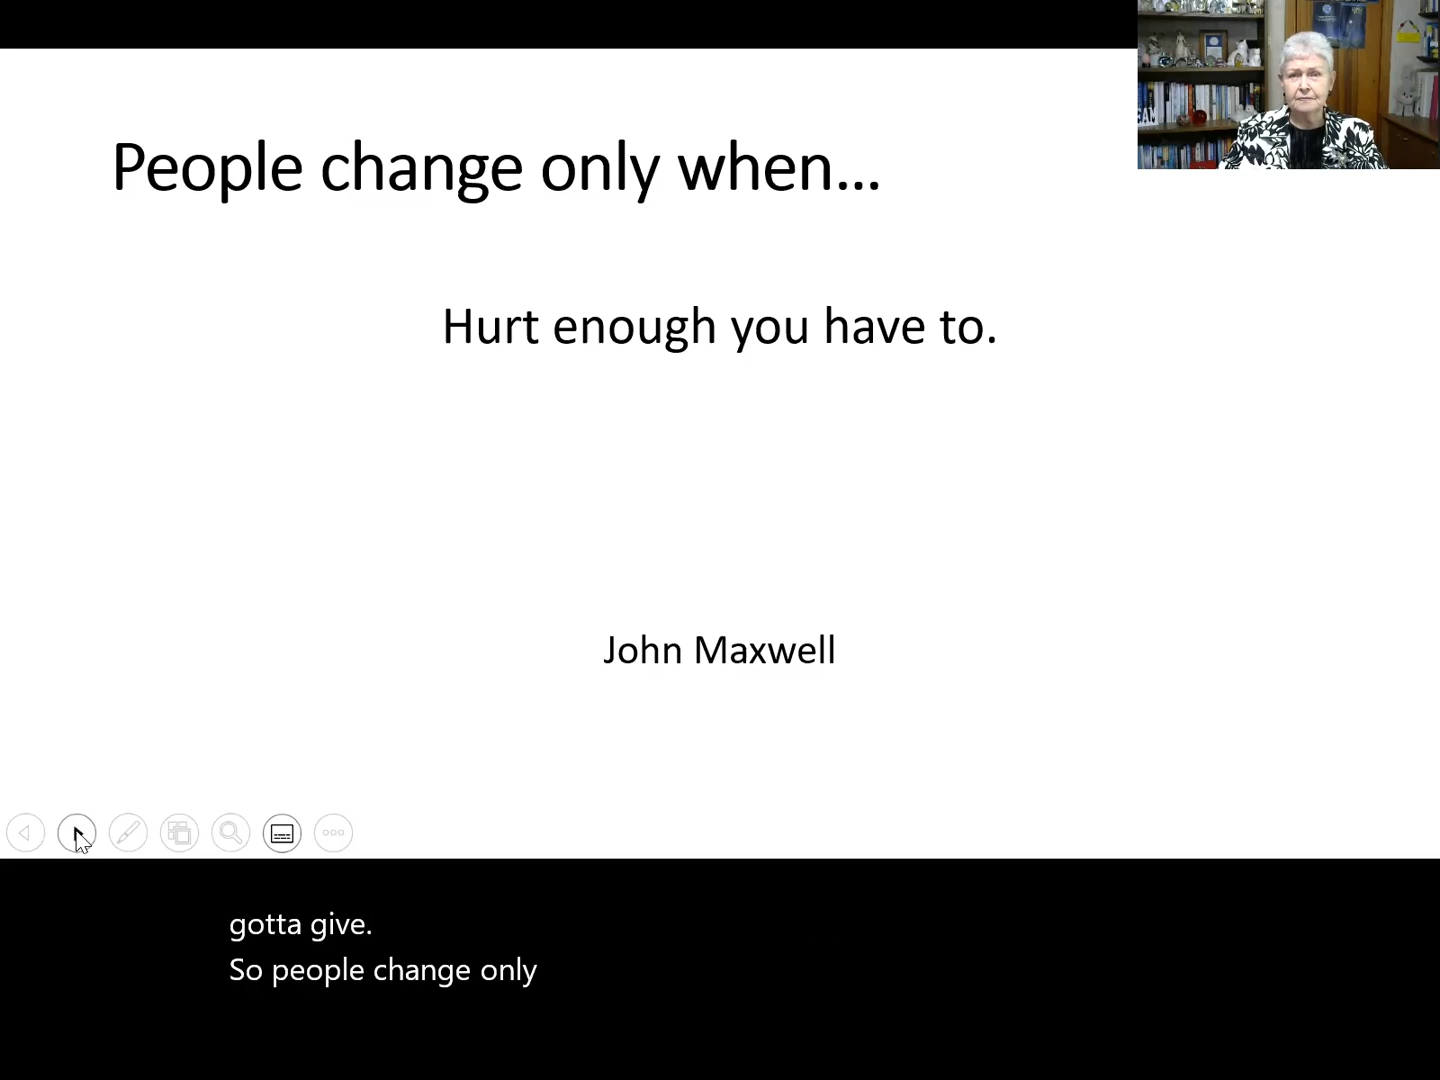 People change only when...
Hurt enough you have to.
John Maxwell
gotta give.
So people change only